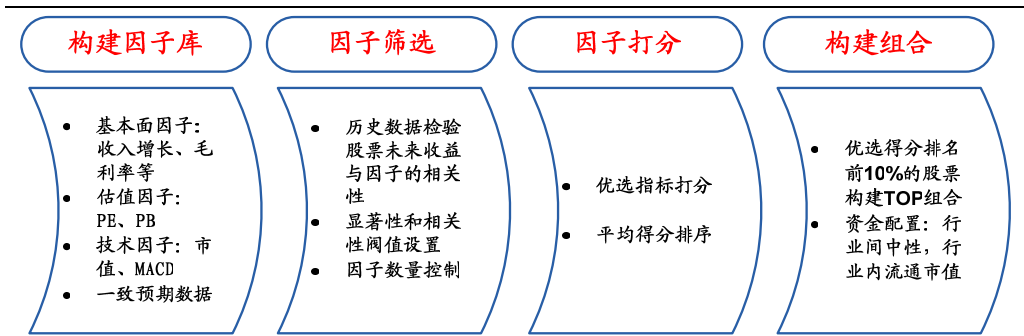 构建因子库
基本面因子：
收入增长、毛
利率等
估值因子：
PE、PB
技术因子：市
值、MACD
一致预期数据
因子筛选
历史数据检验
股票未来收益
与因子的相关
性
显著性和相关
性阀值设置
因子数量控制
因子打分
优选指标打分
平均得分排序
构建组合
优选得分排名
前10%的股票
构建TOP组合
资金配置：行
业间中性，行
业内流通市值